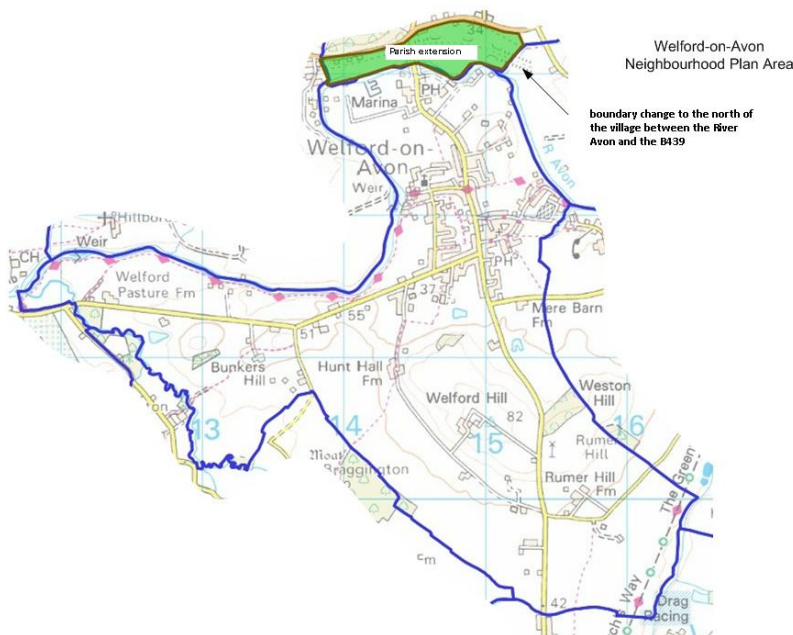 34
Parish extension
Welford-on-Avon
Neighbourhood Plan Area
Marina
PH
boundary change to the north of
the village between the River
Avon and the B439
Welford-on-
Avon
R Avon
Weir
Weir
CH
Welford
Pasture Fm
PH
37
55
51
Mere Barn
Fm
Bunkers
Hill
Hunt Hall
Fm
Weston
Hill
Welford Hill
82
13
14
15
16
Rumer
Hill
Braggington
Rumer Hill
Fm
The Green
Way
42
Drag
Racing